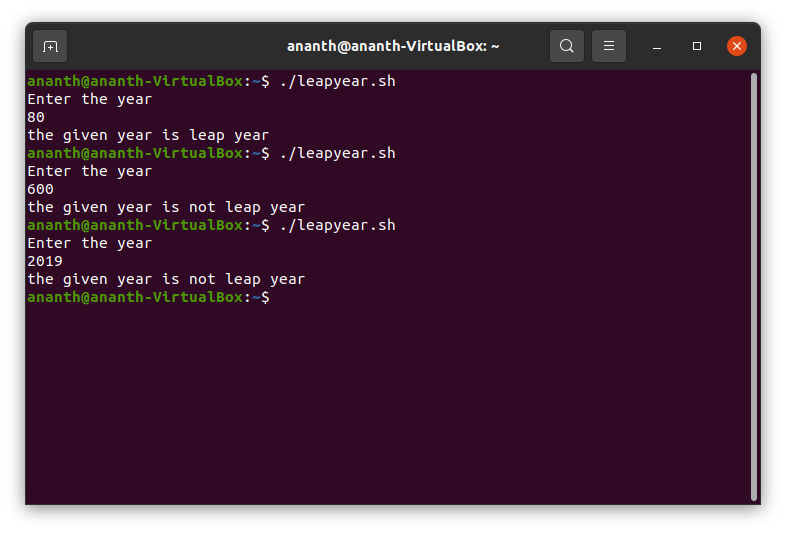 ananth@ananth-VirtualBox: ~
ananth@ananth-VirtualBox:~$ ./leapyear.sh
Enter the year
80
the given year is leap year
ananth@ananth-VirtualBox:~$ ./leapyear.sh
Enter the year
600
the given year is not leap year
ananth@ananth-VirtualBox:~$ ./leapyear.sh
Enter the year
2019
the given year is not leap year
ananth@ananth-VirtualBox:~$